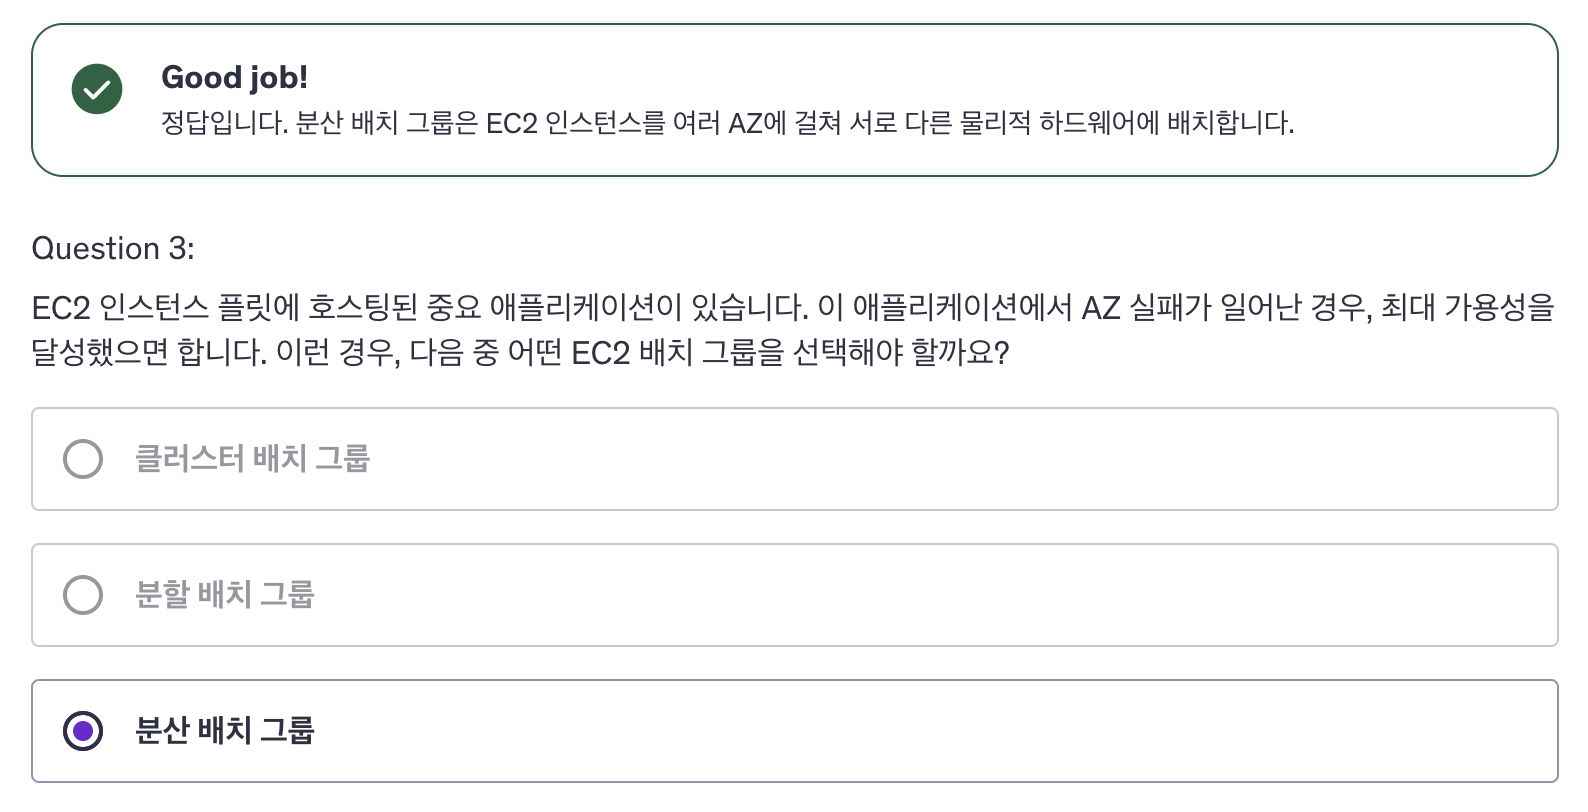 Good job!
정답입니다. 분산 배치 그룹은 EC2 인스턴스를 여러 AZ에 걸쳐 서로 다른 물리적 하드웨어에 배치합니다.
Question 3:
EC2 인스턴스 플릿에 호스팅된 중요 애플리케이션이 있습니다. 이 애플리케이션에서 AZ 실패가 일어난 경우, 최대 가용성을
달성했으면 합니다. 이런 경우, 다음 중 어떤 EC2 배치 그룹을 선택해야 할까요?
클러스터 배치 그룹
분할 배치 그룹
분산 배치 그룹